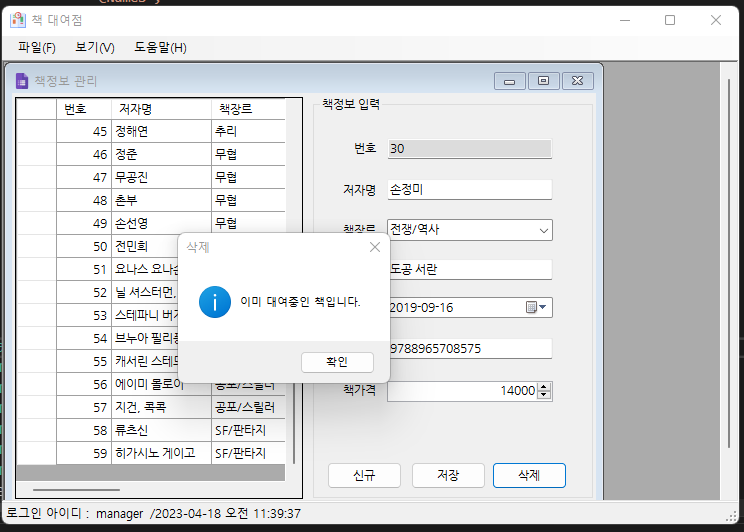 책 대여점
파일(F) 보기(V) 도움말(H)
책정보 관리
번호 저자명 책장르
45 정해연 추리
46 정준 무협
47 무공진 무협
48 촌부 무협
49 손선영 무협
50 전민희
51 요나스 요나손
52 닐 셔스터먼,
53 스테파니 버
54 브누아 필리
55 캐서린 스테
56 에이미 몰로이 공포/스릴러
57 지건, 콕콕 공포/스릴러
58 류츠신 SF/판타지
59 히가시노 게이고 SF/판타지
책정보 입력
번호 30
저자명 손정미
책장르 전쟁/역사
도공 서란
2019-09-16
9788965708575
책가격 14000
신규 저장 삭제
삭제
이미 대여중인 책입니다.
확인
로그인 아이디 : manager /2023-04-18 오전 11:39:37